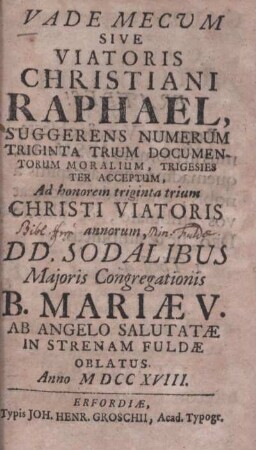 VADE MECUM
SIVE
VIATORIS
CHRISTIANI
RAPHAEL,
SUGGERENS NUMERUM
TRIGINTA TRIUM DOCUMEN-
TORUM MORALIUM, TRIGESIES
TER ACCEPTUM,
Ad honorem triginta trium
CHRISTI VIATORIS
annorum,
DD. SODALIBUS
Majoris Congregationis
B. MARIÆ V.
AB ANGELO SALUTATÆ
IN STRENAM FULDÆ
OBLATUS.
Anno M DCC XVIII.
ERFORDIÆ,
Typis JOH. HENR. GROSCHII, Acad. Typogr.